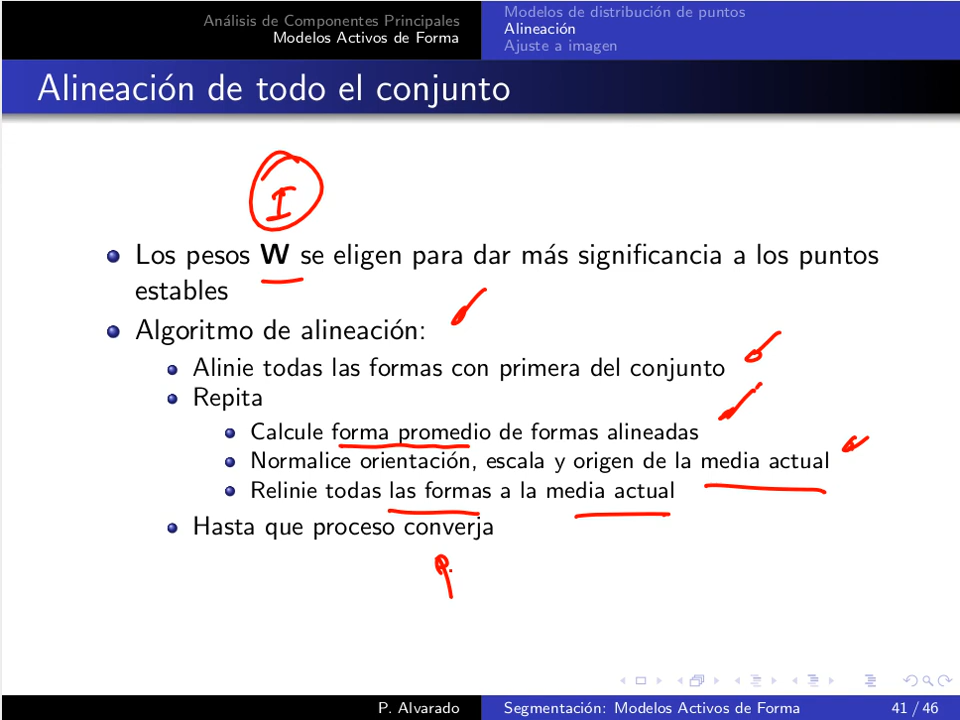 Análisis de Componentes Principales
Modelos Activos de Forma
Modelos de distribución de puntos
Alineación
Ajuste a imagen
Alineación de todo el conjunto
I
Los pesos W se eligen para dar más significancia a los puntos
estables
Algoritmo de alineación:
Alinie todas las formas con primera del conjunto
Repita
Calcule forma promedio de formas alineadas
Normalice orientación, escala y origen de la media actual
Relinie todas las formas a la media actual
Hasta que proceso converja
P. Alvarado
Segmentación: Modelos Activos de Forma
41 / 46